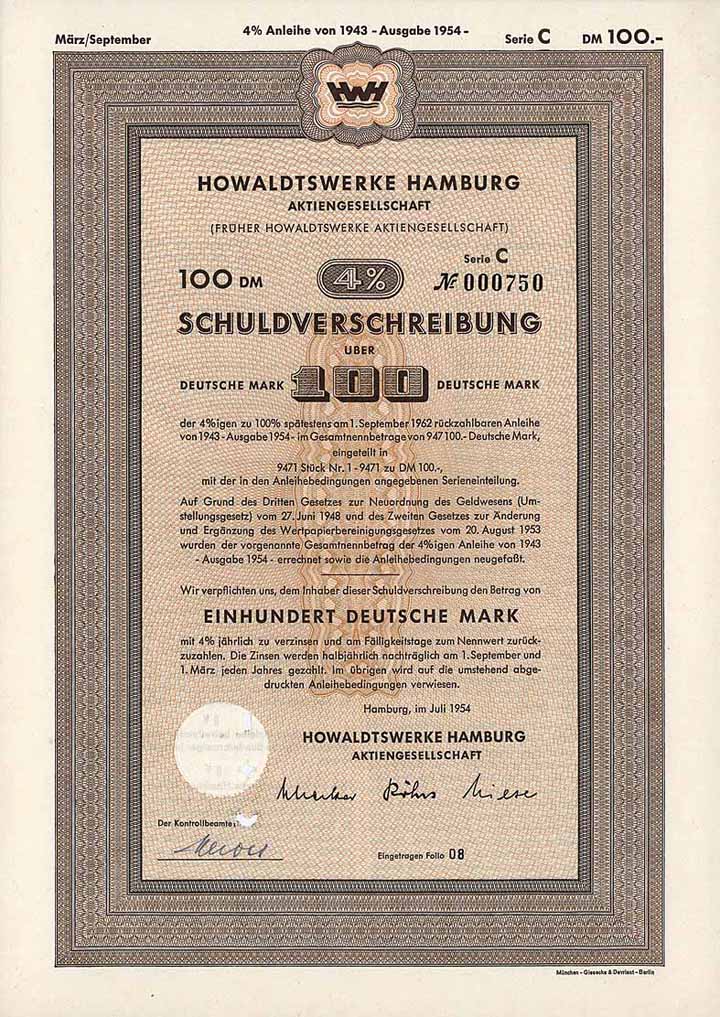 März/September
4% Anleihe von 1943 - Ausgabe 1954 -
Serie C DM 100.-
HWH
HOWALDTSWERKE HAMBURG
AKTIENGESELLSCHAFT
(FRÜHER HOWALDTSWERKE AKTIENGESELLSCHAFT)
Serie C
100 DM 4% № 000750
SCHULDVERSCHREIBUNG
ÜBER
DEUTSCHE MARK 100 DEUTSCHE MARK
der 4%igen zu 100% spätestens am 1. September 1962 rückzahlbaren Anleihe
von 1943 - Ausgabe 1954 - im Gesamtnennbetrage von 947 100.- Deutsche Mark,
eingeteilt in
9471 Stück Nr. 1 - 9471 zu DM 100.-,
mit der in den Anleihebedingungen angegebenen Serieneinteilung.
Auf Grund des Dritten Gesetzes zur Neuordnung des Geldwesens (Um-
stellungsgesetz) vom 27. Juni 1948 und des Zweiten Gesetzes zur Änderung
und Ergänzung des Wertpapierbereinigungsgesetzes vom 20. August 1953
wurden der vorgenannte Gesamtnennbetrag der 4%igen Anleihe von 1943
- Ausgabe 1954 - errechnet sowie die Anleihebedingungen neugefaßt.
Wir verpflichten uns, dem Inhaber dieser Schuldverschreibung den Betrag von
EINHUNDERT DEUTSCHE MARK
mit 4% jährlich zu verzinsen und am Fälligkeitstage zum Nennwert zurück-
zuzahlen. Die Zinsen werden halbjährlich nachträglich am 1. September und
1. März jeden Jahres gezahlt. Im übrigen wird auf die umstehend abge-
druckten Anleihebedingungen verwiesen.
Hamburg, im Juli 1954
HOWALDTSWERKE HAMBURG
AKTIENGESELLSCHAFT
Der Kontrollbeamte:
Eingetragen Folio 08
München - Giesecke & Devrient - Berlin